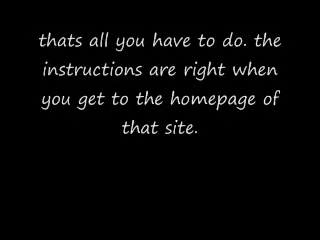 thats all you have to do. the
instructions are right when
you get to the homepage of
that site.